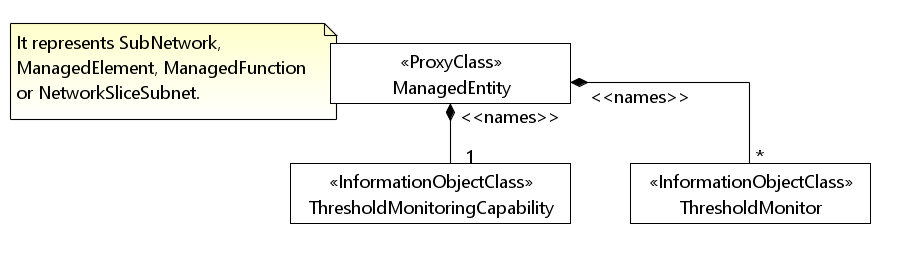 It represents SubNetwork,
ManagedElement, ManagedFunction
or NetworkSliceSubnet.
«ProxyClass»
ManagedEntity
<<names>>
<<names>>
1
*
«InformationObjectClass»
ThresholdMonitoringCapability
«InformationObjectClass»
ThresholdMonitor